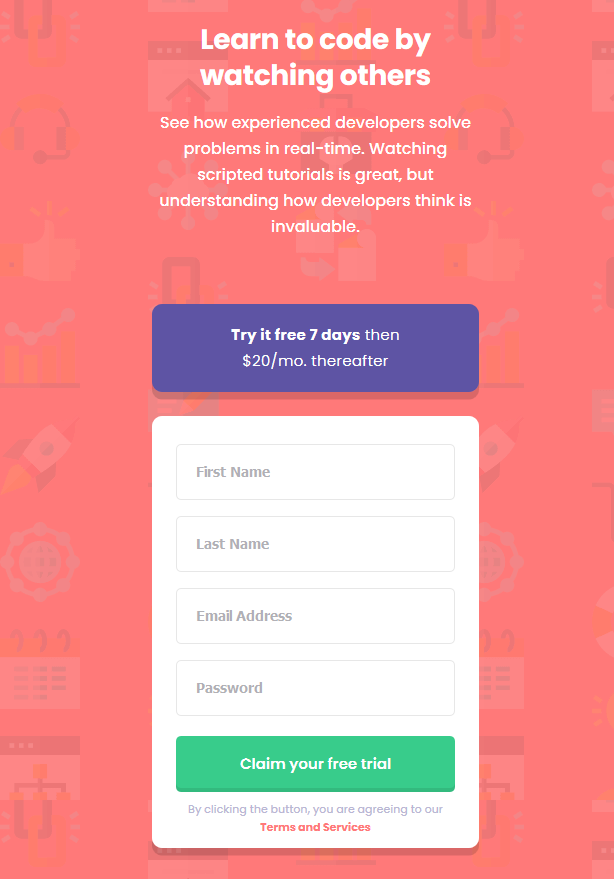 Learn to code by
watching others
See how experienced developers solve
problems in real-time. Watching
scripted tutorials is great, but
understanding how developers think is
invaluable.
Try it free 7 days then
$20/mo. thereafter
First Name
Last Name
Email Address
Password
Claim your free trial
By clicking the button, you are agreeing to our
Terms and Services